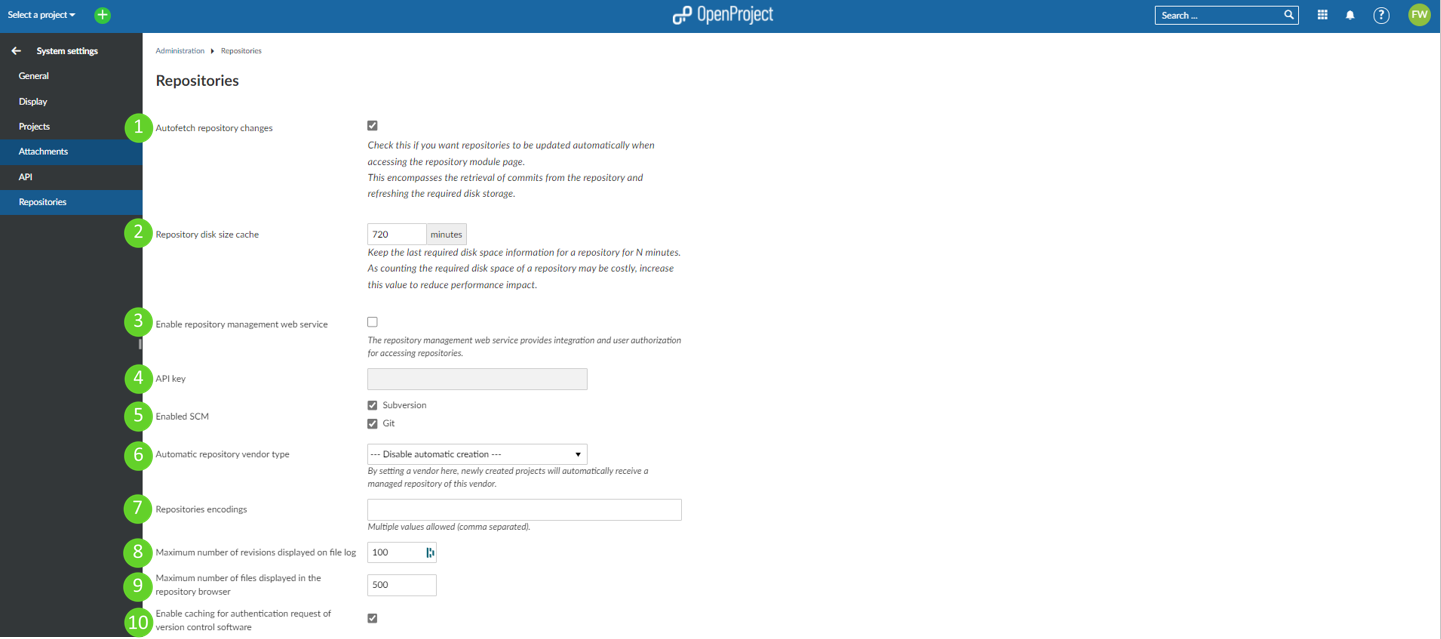 Select a project
OpenProject
Search ...
?
FW
System settings
General
Display
Projects
Attachments
API
Repositories
Administration Repositories
Repositories
1 Autofetch repository changes
Check this if you want repositories to be updated automatically when
accessing the repository module page.
This encompasses the retrieval of commits from the repository and
refreshing the required disk storage.
2 Repository disk size cache
720 minutes
Keep the last required disk space information for a repository for N minutes.
As counting the required disk space of a repository may be costly, increase
this value to reduce performance impact.
3 Enable repository management web service
The repository management web service provides integration and user authorization
for accessing repositories.
4 API key
5 Enabled SCM
Subversion
Git
6 Automatic repository vendor type
--- Disable automatic creation ---
By setting a vendor here, newly created projects will automatically receive a
managed repository of this vendor.
7 Repositories encodings
Multiple values allowed (comma separated).
8 Maximum number of revisions displayed on file log
100
9 Maximum number of files displayed in the
repository browser
500
10 Enable caching for authentication request of
version control software